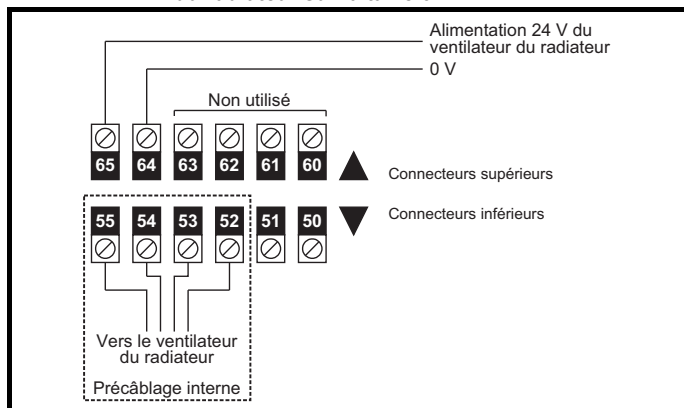 Alimentation 24 V du
ventilateur du radiateur
0 V
Non utilisé
65 64 63 62 61 60
Connecteurs supérieurs
55 54 53 52 51 50
Connecteurs inférieurs
Vers le ventilateur
du radiateur
Précâblage interne